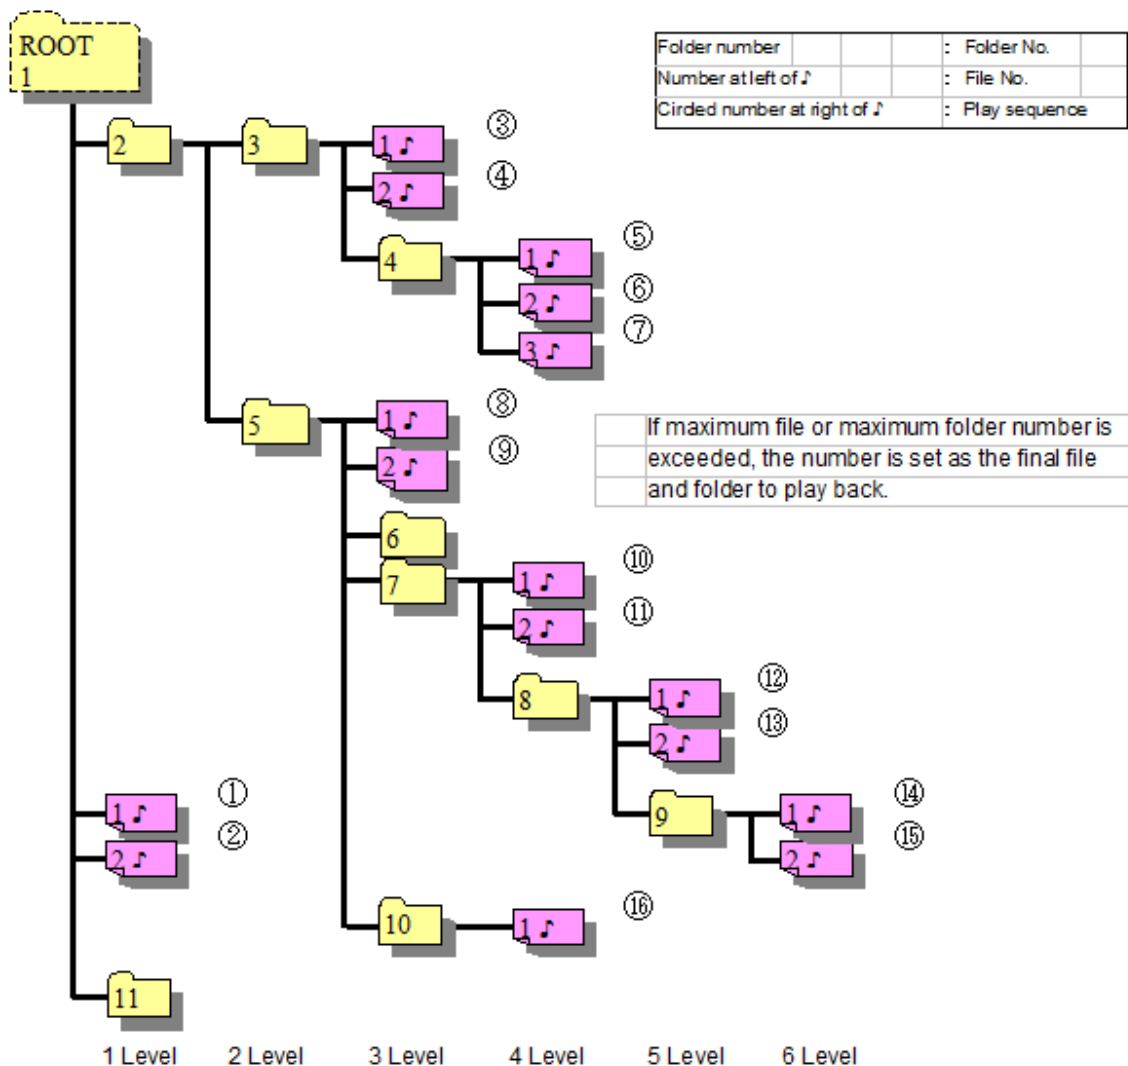 ROOT
1
Folder number : Folder No.
Number at left of ♪ : File No.
Cirded number at right of ♪ : Play sequence
2 3 1 ♪ ③
2 ♪ ④
4 1 ♪ ⑤
2 ♪ ⑥
3 ♪ ⑦
5 1 ♪ ⑧
2 ♪ ⑨
If maximum file or maximum folder number is
exceeded, the number is set as the final file
and folder to play back.
6
7 1 ♪ ⑩
2 ♪ ⑪
8 1 ♪ ⑫
2 ♪ ⑬
1 ♪ ① 9 1 ♪ ⑭
2 ♪ ② 2 ♪ ⑮
10 1 ♪ ⑯
11
1 Level 2 Level 3 Level 4 Level 5 Level 6 Level